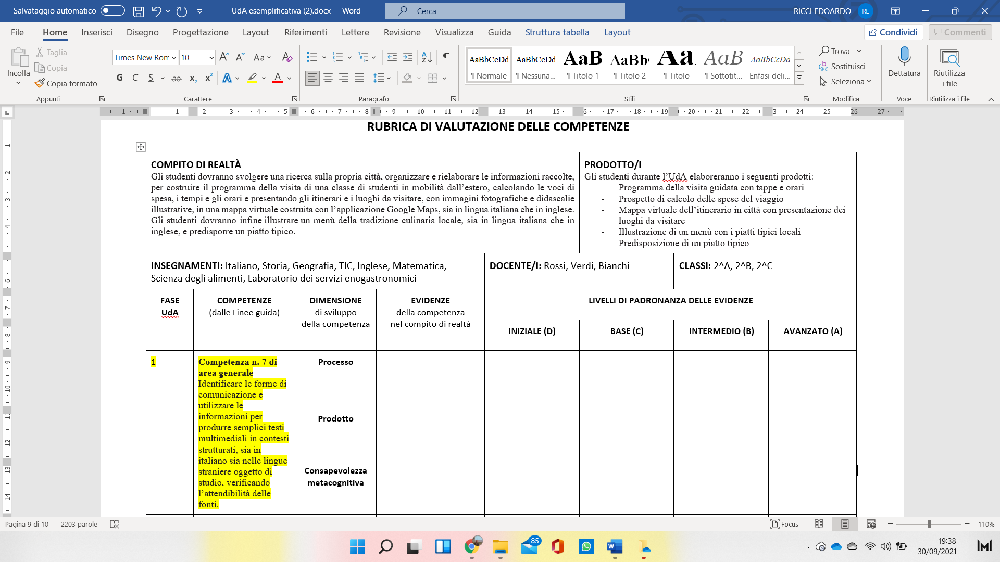 Salvataggio automatico
UdA esemplificativa (2).docx - Word
Cerca
RICCI EDOARDO
RE
File Home Inserisci Disegno Progettazione Layout Riferimenti Lettere Revisione Visualizza Guida Struttura tabella Layout
Condividi
Commenti
Incolla
Taglia
Copia
Copia formato
Appunti
Times New Rom 10
G C S ab x₂ x²
Carattere
Paragrafo
AaBbCcDd AaBbCcDd AaB AaBb Aa AaB AaBbCcDd
¶ Normale ¶ Nessuna... ¶ Titolo 1 ¶ Titolo 2 ¶ Titolo ¶ Sottotit... Enfasi deli...
Stili
Trova
Sostituisci
Seleziona
Modifica
Dettatura
Voce
Riutilizza
i file
Riutilizza i file
RUBRICA DI VALUTAZIONE DELLE COMPETENZE
COMPITO DI REALTÀ
Gli studenti dovranno svolgere una ricerca sulla propria città, organizzare e rielaborare le informazioni raccolte,
per costruire il programma della visita di una classe di studenti in mobilità dall’estero, calcolando le voci di
spesa, i tempi e gli orari e presentando gli itinerari e i luoghi da visitare, con immagini fotografiche e didascalie
illustrative, in una mappa virtuale costruita con l’applicazione Google Maps, sia in lingua italiana che in inglese.
Gli studenti dovranno infine illustrare un menù della tradizione culinaria locale, sia in lingua italiana che in
inglese, e predisporre un piatto tipico.
PRODOTTO/I
Gli studenti durante l’UdA elaboreranno i seguenti prodotti:
- Programma della visita guidata con tappe e orari
- Prospetto di calcolo delle spese del viaggio
- Mappa virtuale dell’itinerario in città con presentazione dei
luoghi da visitare
- Illustrazione di un menù con i piatti tipici locali
- Predisposizione di un piatto tipico
INSEGNAMENTI: Italiano, Storia, Geografia, TIC, Inglese, Matematica,
Scienza degli alimenti, Laboratorio dei servizi enogastronomici
DOCENTE/I: Rossi, Verdi, Bianchi
CLASSI: 2^A, 2^B, 2^C
FASE
UdA
COMPETENZE
(dalle Linee guida)
DIMENSIONE
di sviluppo
della competenza
EVIDENZE
della competenza
nel compito di realtà
LIVELLI DI PADRONANZA DELLE EVIDENZE
INIZIALE (D)
BASE (C)
INTERMEDIO (B)
AVANZATO (A)
1
Competenza n. 7 di
area generale
Identificare le forme di
comunicazione e
utilizzare le
informazioni per
produrre semplici testi
multimediali in contesti
strutturati, sia in
italiano sia nelle lingue
straniere oggetto di
studio, verificando
l’attendibilità delle
fonti.
Processo
Prodotto
Consapevolezza
metacognitiva
Pagina 9 di 10 2203 parole
Focus
110%
85
19:38
30/09/2021